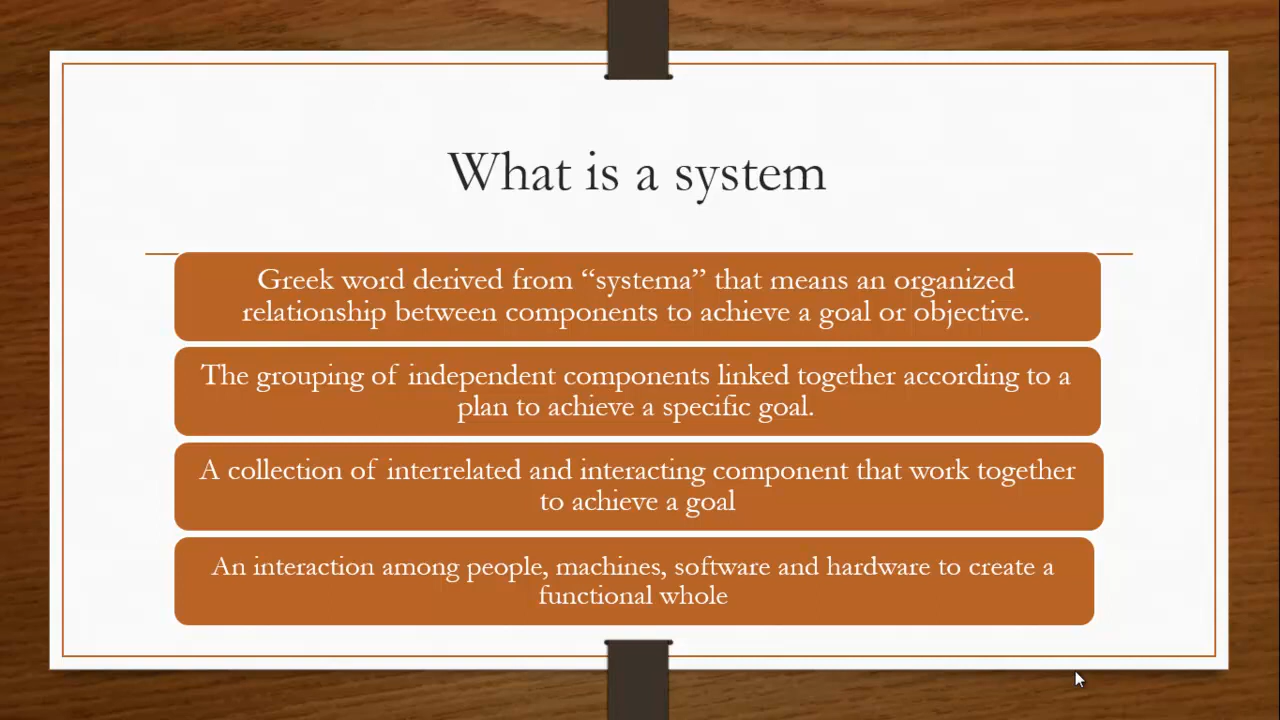 What is a system
Greek word derived from “systema” that means an organized
relationship between components to achieve a goal or objective.
The grouping of independent components linked together according to a
plan to achieve a specific goal.
A collection of interrelated and interacting component that work together
to achieve a goal
An interaction among people, machines, software and hardware to create a
functional whole